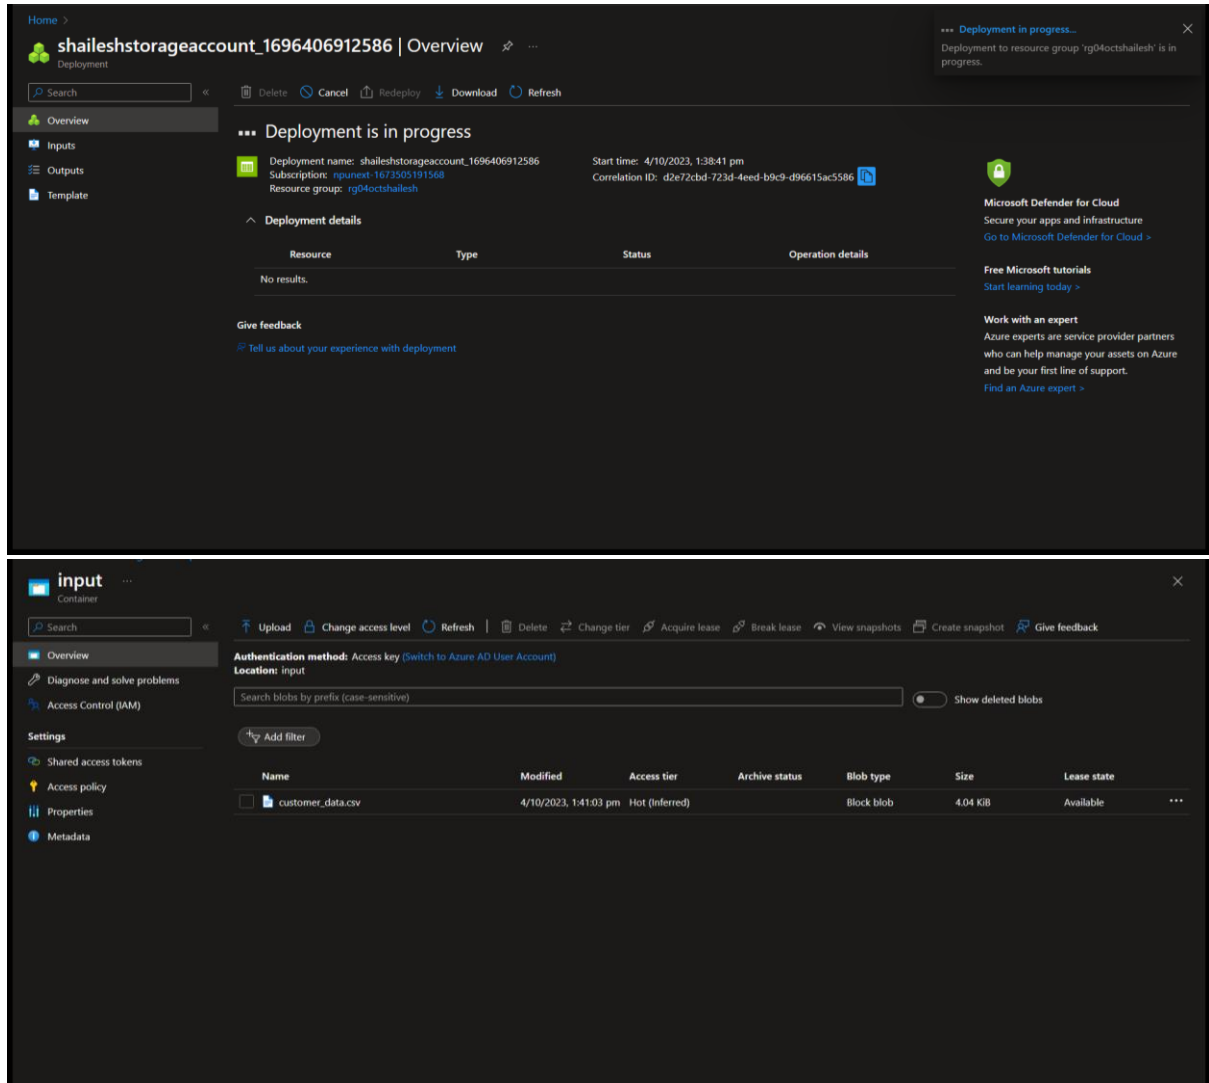 Home >
shaileshstorageaccount_1696406912586 | Overview ...
Deployment
Search «
Delete Cancel Redeploy Download Refresh
Deployment in progress...
Deployment to resource group 'rg04octshailesh' is in
progress.
Overview
Inputs
Outputs
Template
Deployment is in progress
Deployment name: shaileshstorageaccount_1696406912586
Subscription: npunext-1673505191568
Resource group: rg04octshailesh
Start time: 4/10/2023, 1:38:41 pm
Correlation ID: d2e72cbd-723d-4eed-b9c9-d96615ac5586
Deployment details
Resource Type Status Operation details
No results.
Give feedback
Tell us about your experience with deployment
Microsoft Defender for Cloud
Secure your apps and infrastructure
Go to Microsoft Defender for Cloud >
Free Microsoft tutorials
Start learning today >
Work with an expert
Azure experts are service provider partners
who can help manage your assets on Azure
and be your first line of support.
Find an Azure expert >
input ...
Container
Search «
Upload Change access level Refresh | Delete Change tier Acquire lease Break lease View snapshots Create snapshot Give feedback
Overview
Diagnose and solve problems
Access Control (IAM)
Settings
Shared access tokens
Access policy
Properties
Metadata
Authentication method: Access key (Switch to Azure AD User Account)
Location: input
Search blobs by prefix (case-sensitive)
Show deleted blobs
Add filter
Name Modified Access tier Archive status Blob type Size Lease state
customer_data.csv 4/10/2023, 1:41:03 pm Hot (Inferred) Block blob 4.04 KiB Available ...